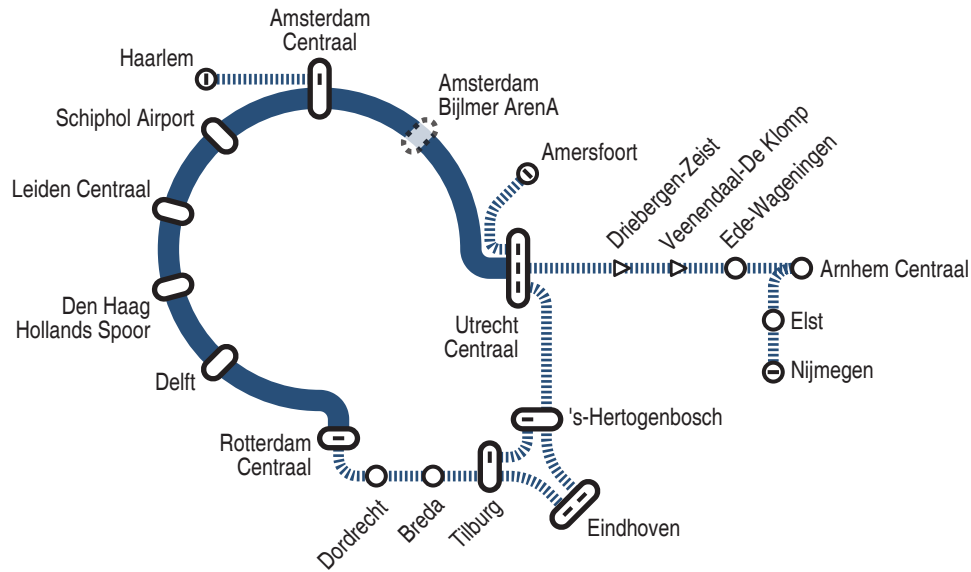 Amsterdam
Centraal
Haarlem
Amsterdam
Bijlmer ArenA
Schiphol Airport
Amersfoort
Leiden Centraal
Driebergen-Zeist
Veenendaal-De Klomp
Ede-Wageningen
Arnhem Centraal
Den Haag
Hollands Spoor
Utrecht
Centraal
Elst
Nijmegen
Delft
's-Hertogenbosch
Rotterdam
Centraal
Dordrecht
Breda
Tilburg
Eindhoven